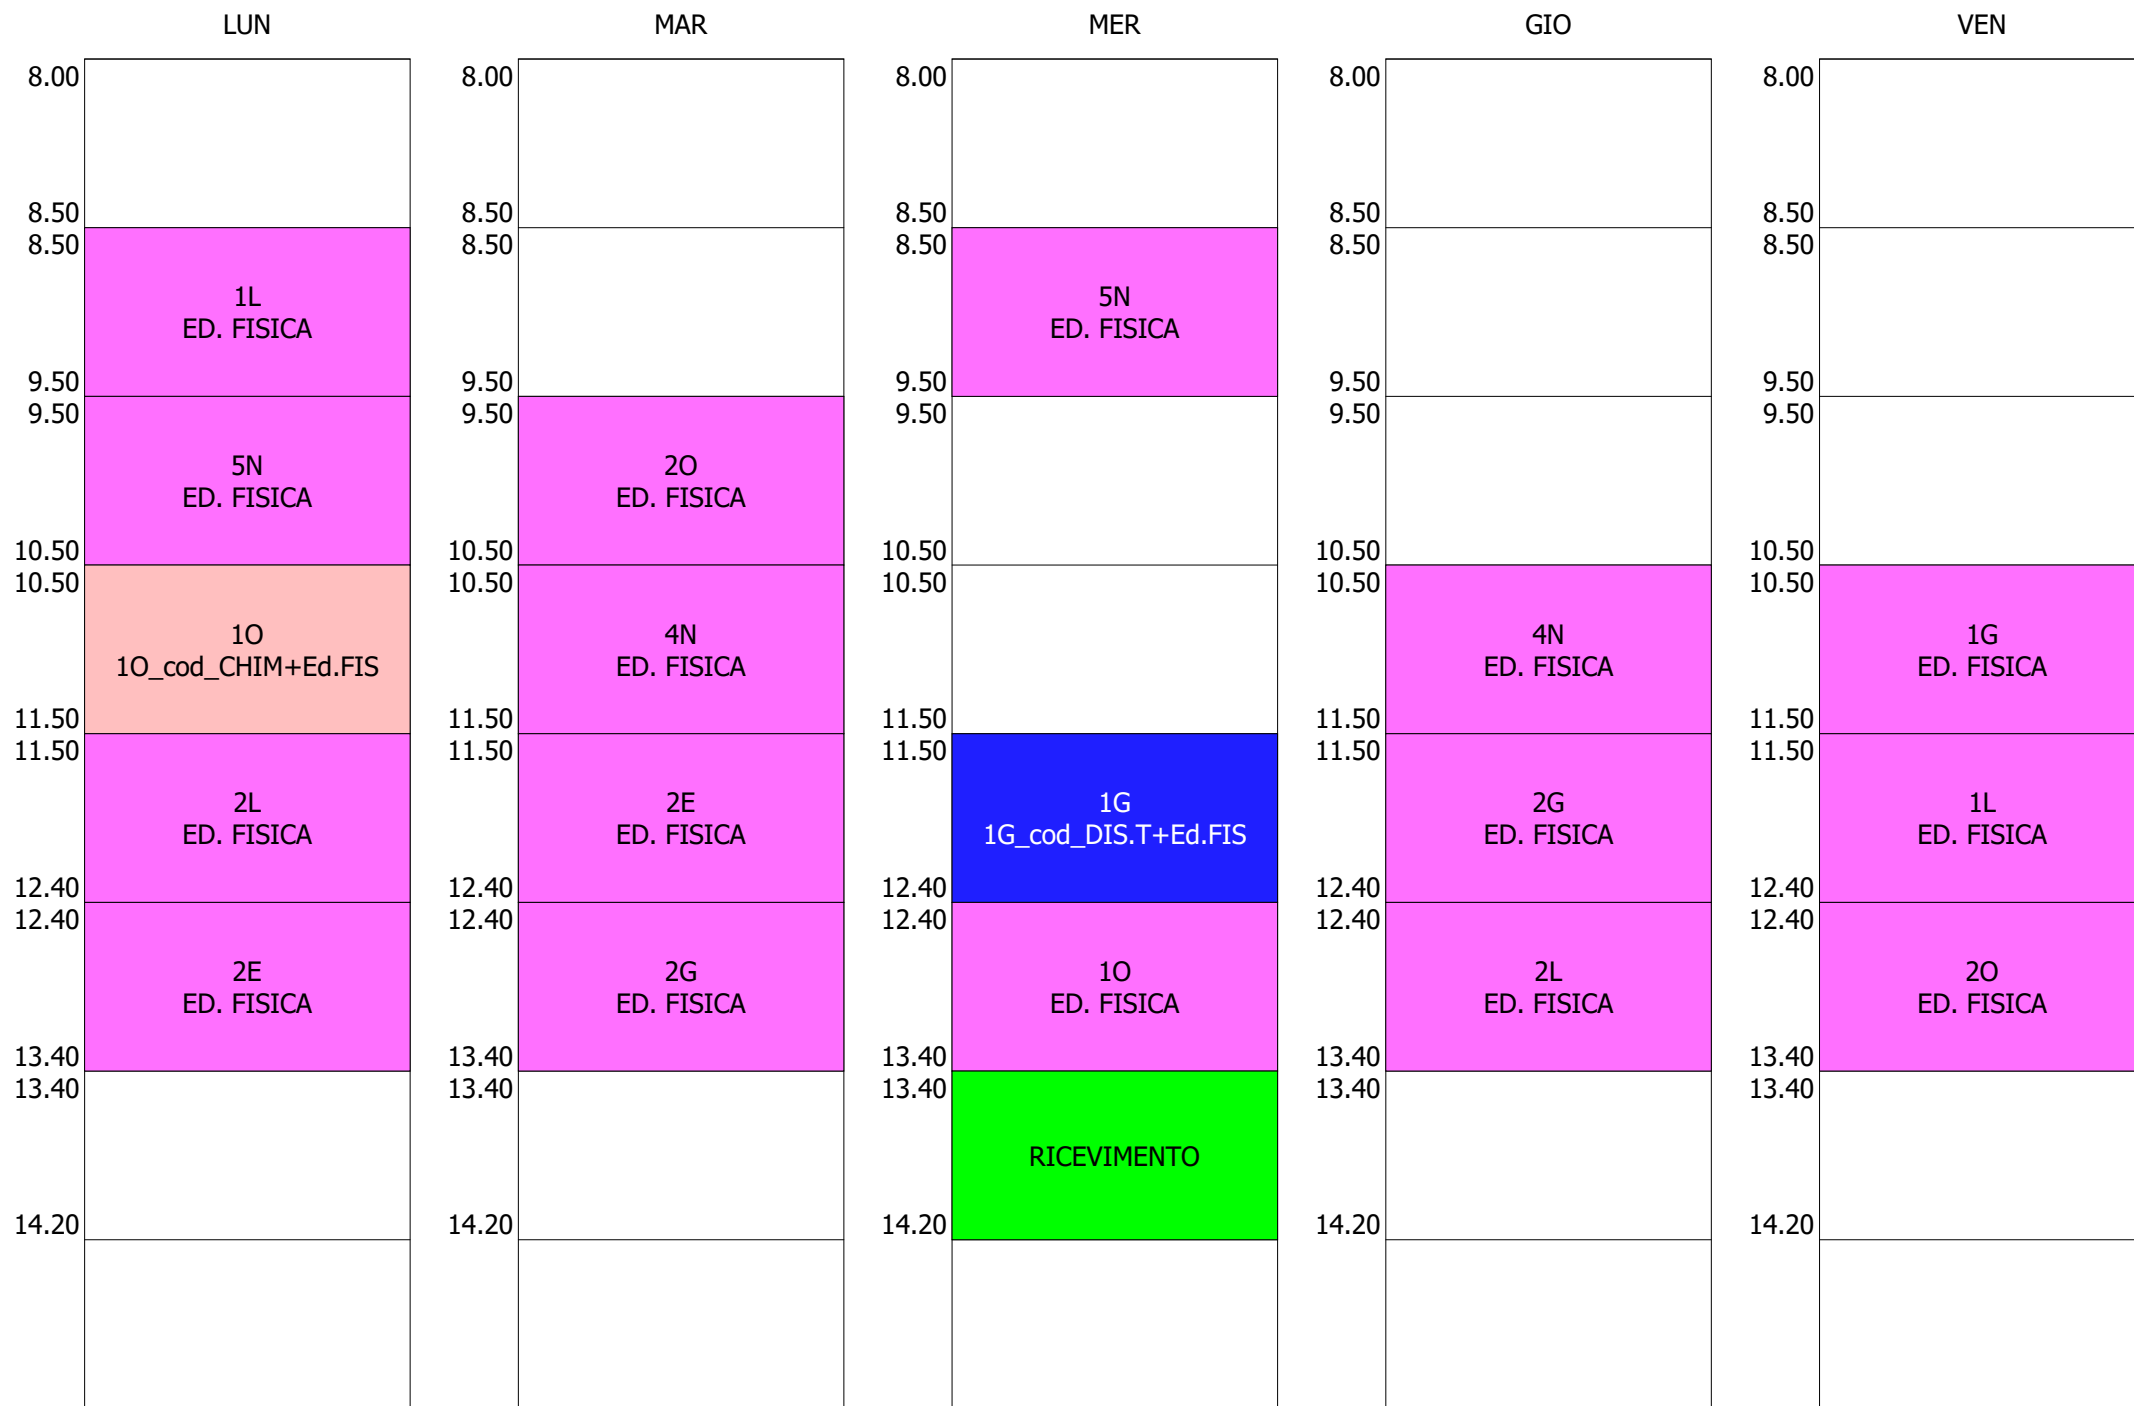 LUN MAR MER GIO VEN
8.00 8.00 8.00 8.00 8.00
8.50 8.50 8.50 8.50 8.50
8.50 8.50 8.50 8.50 8.50
1L 5N
ED. FISICA ED. FISICA
9.50 9.50 9.50 9.50 9.50
9.50 9.50 9.50 9.50 9.50
5N 2O
ED. FISICA ED. FISICA
10.50 10.50 10.50 10.50 10.50
10.50 10.50 10.50 10.50 10.50
1O 4N 4N 1G
1O_cod_CHIM+Ed.FIS ED. FISICA ED. FISICA ED. FISICA
11.50 11.50 11.50 11.50 11.50
11.50 11.50 11.50 11.50 11.50
2L 2E 1G 2G 1L
ED. FISICA ED. FISICA 1G_cod_DIS.T+Ed.FIS ED. FISICA ED. FISICA
12.40 12.40 12.40 12.40 12.40
12.40 12.40 12.40 12.40 12.40
2E 2G 1O 2L 2O
ED. FISICA ED. FISICA ED. FISICA ED. FISICA ED. FISICA
13.40 13.40 13.40 13.40 13.40
13.40 13.40 13.40 13.40 13.40
RICEVIMENTO
14.20 14.20 14.20 14.20 14.20